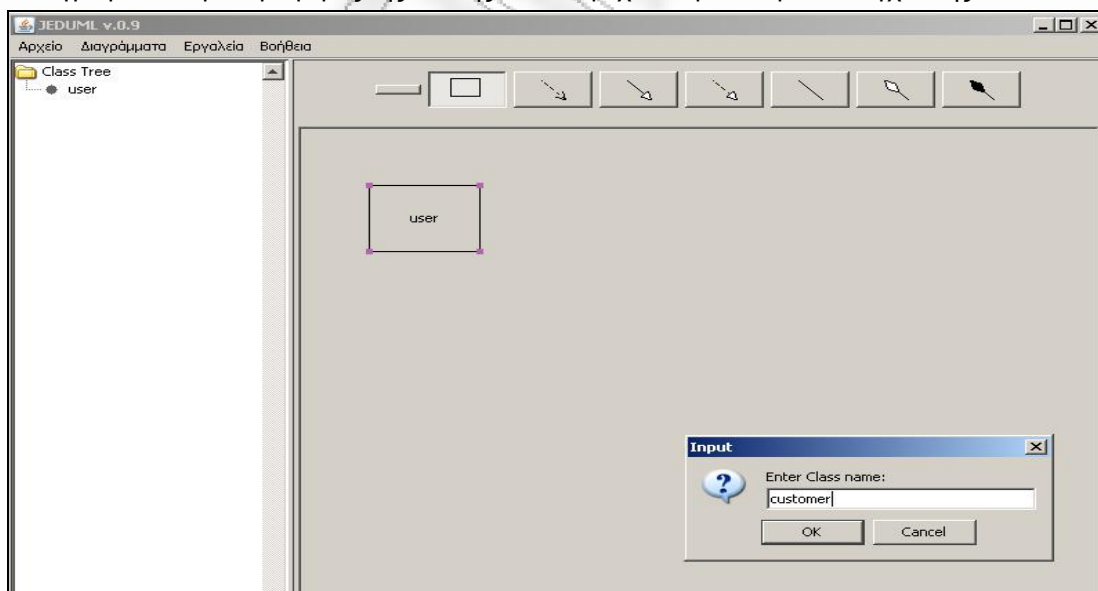 JEDUML v.0.9
Αρχείο Διαγράμματα Εργαλεία Βοήθεια
Class Tree
user
user
Input
Enter Class name:
customer
OK Cancel